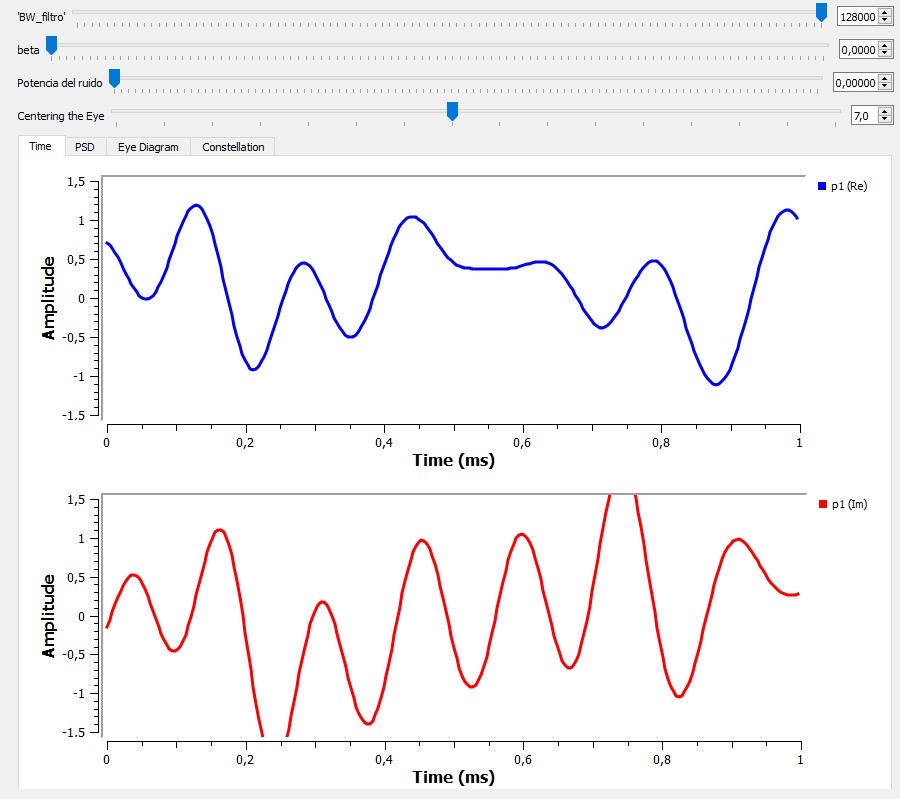 'BW_filtro' 128000
beta 0,0000
Potencia del ruido 0,00000
Centering the Eye 7,0
Time PSD Eye Diagram Constellation
1,5
1
0,5
0
-0,5
-1
-1.5
Amplitude
p1 (Re)
0 0,2 0,4 0,6 0,8 1
Time (ms)
1,5
1
0,5
0
-0,5
-1
-1.5
Amplitude
p1 (Im)
0 0,2 0,4 0,6 0,8 1
Time (ms)